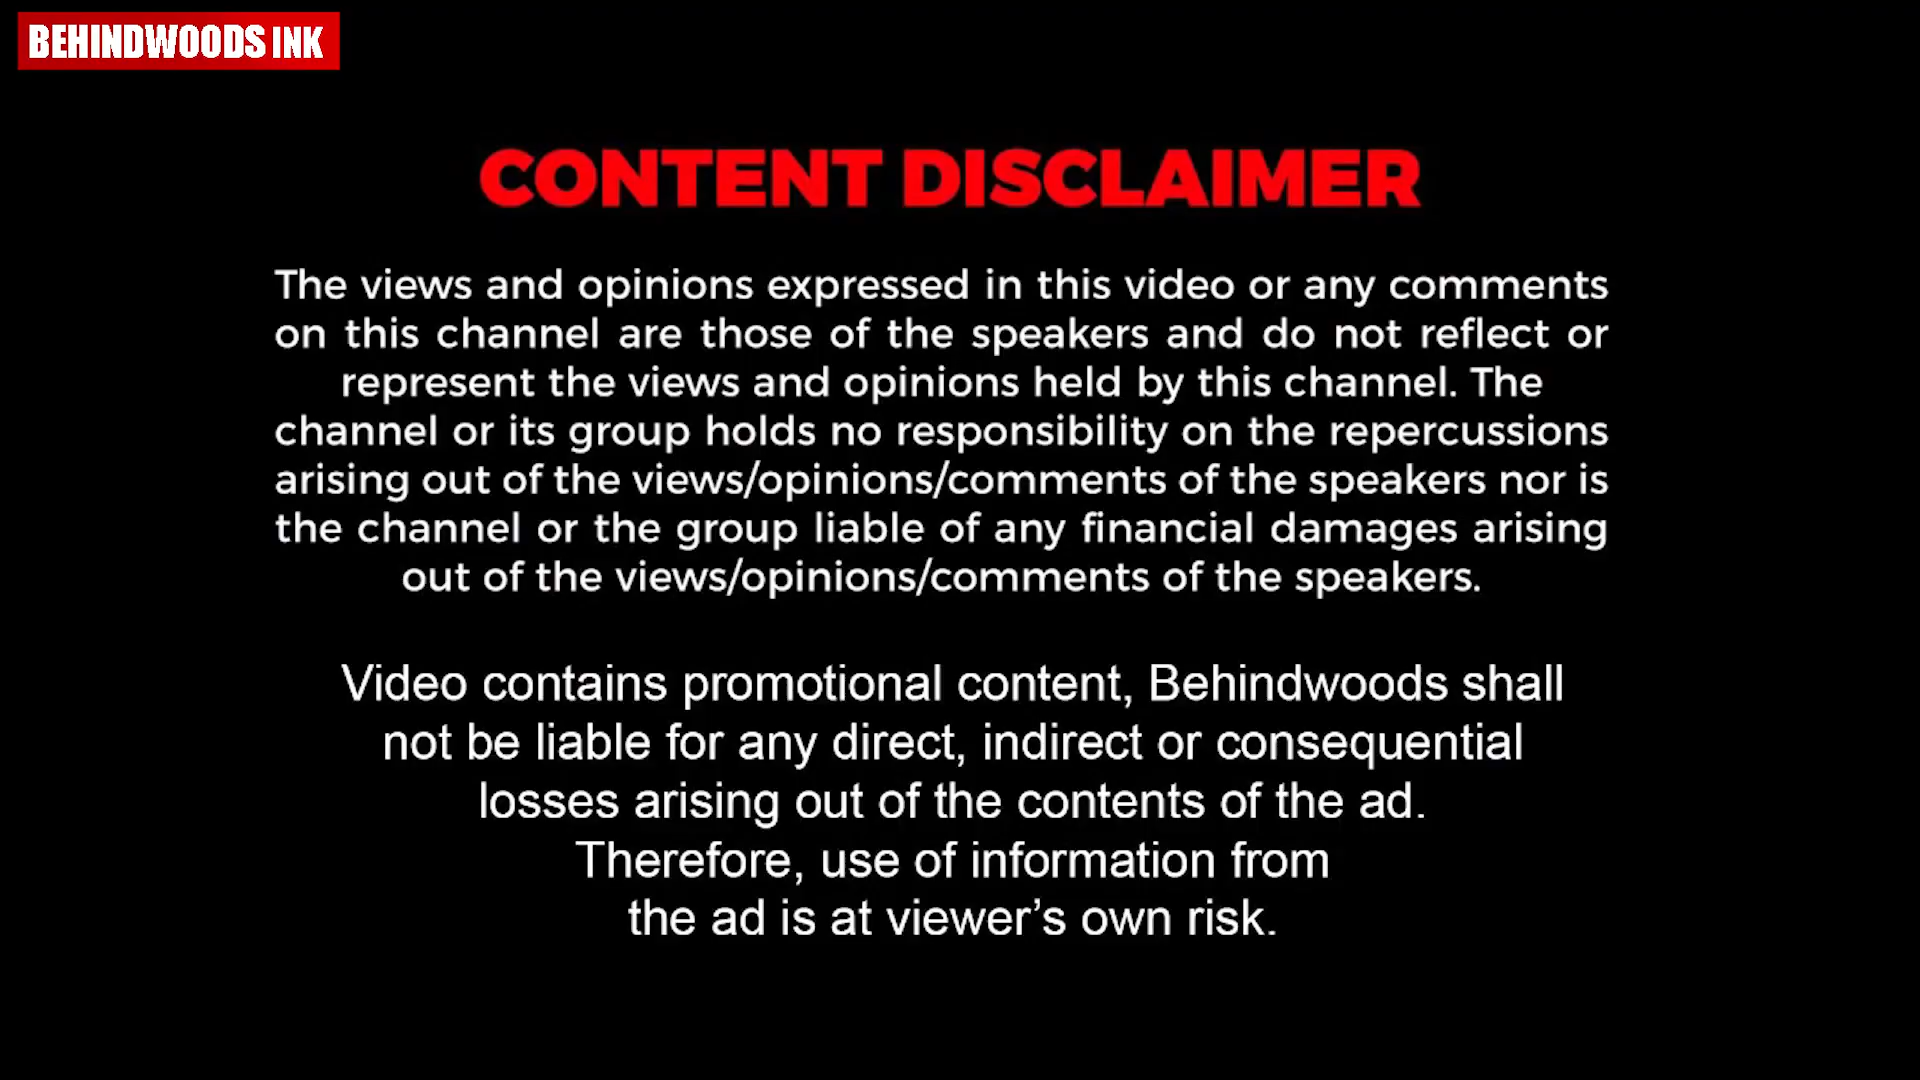 BEHINDWOODS INK
CONTENT DISCLAIMER
The views and opinions expressed in this video or any comments
on this channel are those of the speakers and do not reflect or
represent the views and opinions held by this channel. The
channel or its group holds no responsibility on the repercussions
arising out of the views/opinions/comments of the speakers nor is
the channel or the group liable of any financial damages arising
out of the views/opinions/comments of the speakers.
Video contains promotional content, Behindwoods shall
not be liable for any direct, indirect or consequential
losses arising out of the contents of the ad.
Therefore, use of information from
the ad is at viewer’s own risk.